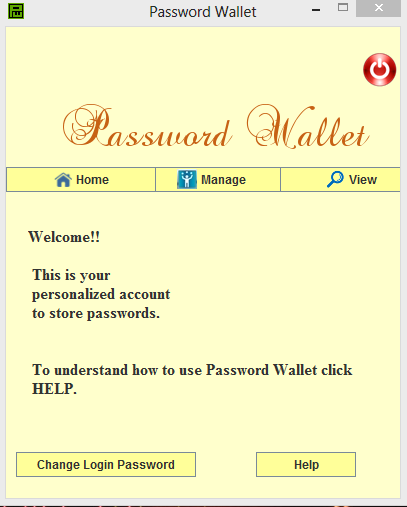 Password Wallet
Password Wallet
Home Manage View
Welcome!!
This is your
personalized account
to store passwords.
To understand how to use Password Wallet click
HELP.
Change Login Password Help